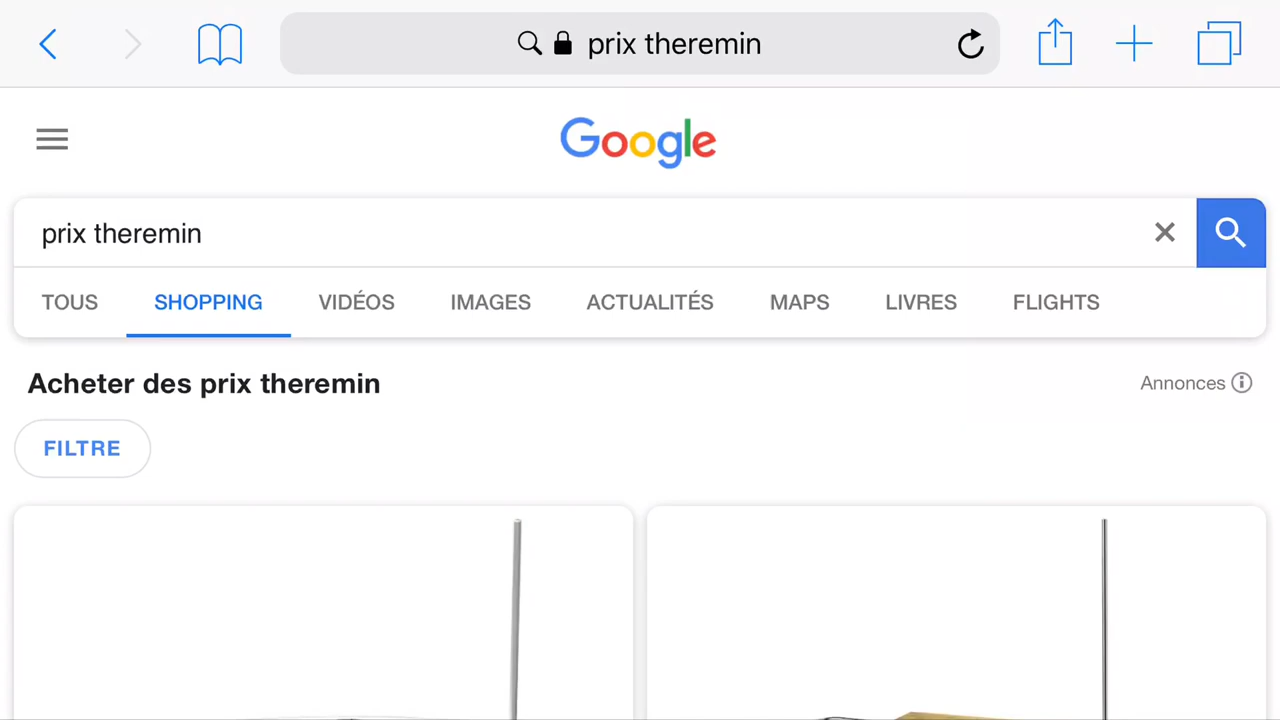 prix theremin
Google
prix theremin
TOUS SHOPPING VIDÉOS IMAGES ACTUALITÉS MAPS LIVRES FLIGHTS
Acheter des prix theremin
Annonces
FILTRE